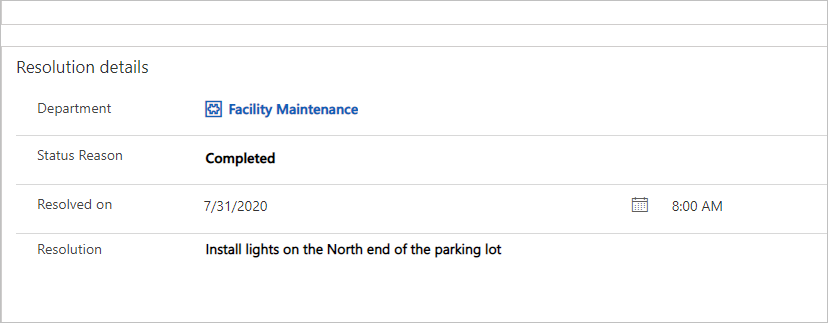 Resolution details
Department Facility Maintenance
Status Reason Completed
Resolved on 7/31/2020 8:00 AM
Resolution Install lights on the North end of the parking lot